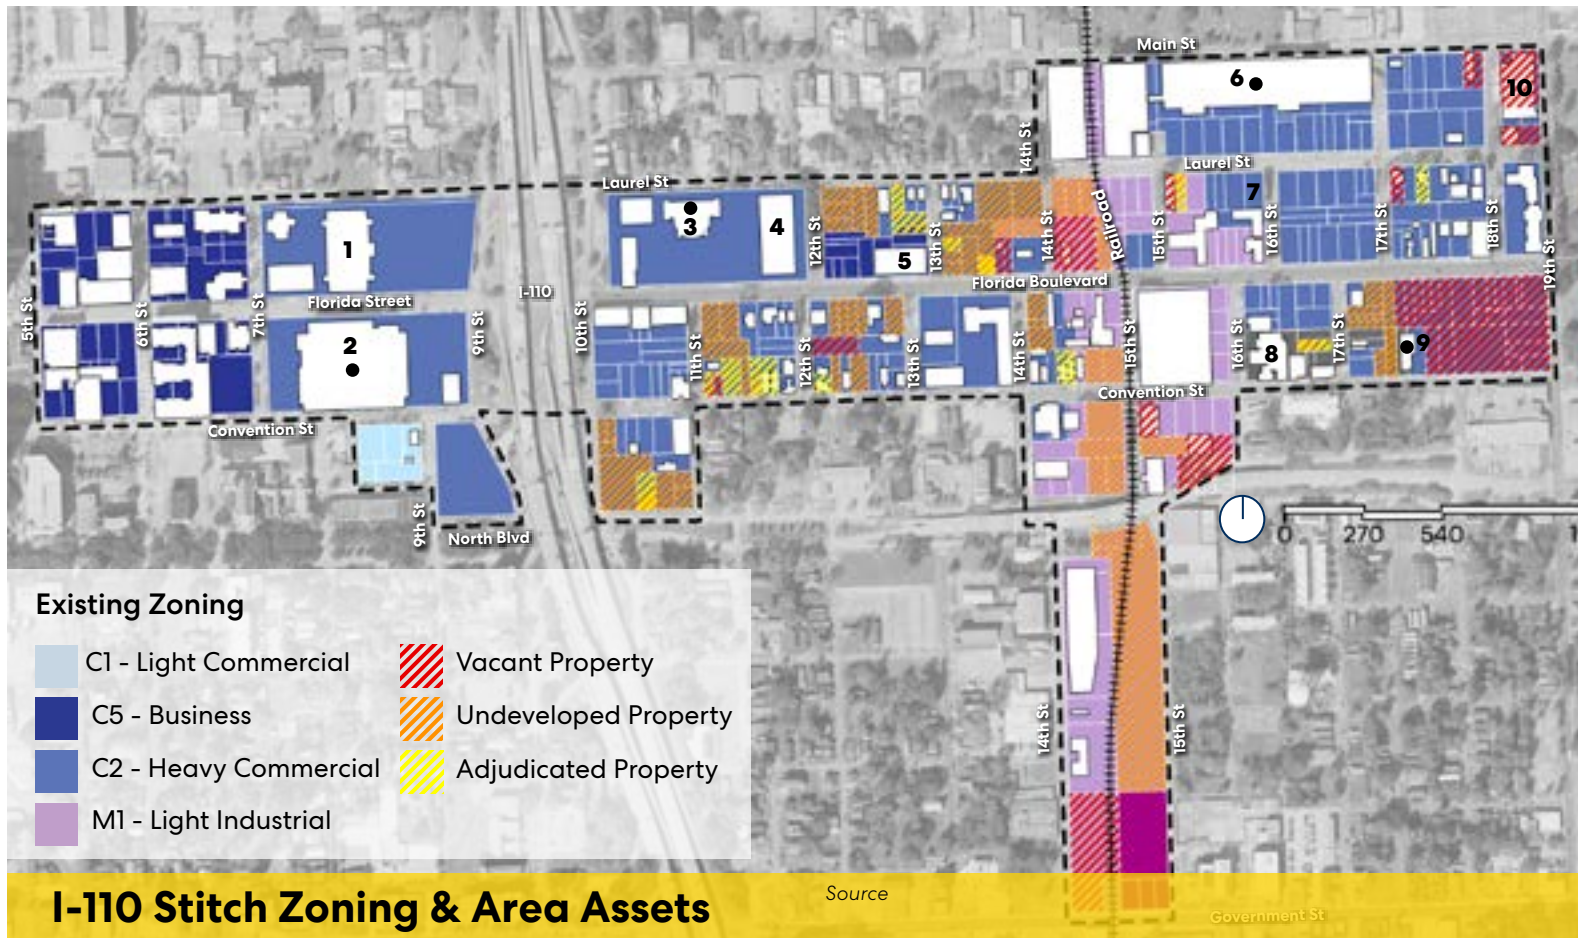 Main St
6
10
14th St
Laurel St
Laurel St
7
3
4
12th St
13th St
14th St
Railroad
15th St
16th St
17th St
18th St
19th St
1
5
I-110
Florida Street
Florida Boulevard
5th St
6th St
7th St
9th St
10th St
2
11th St
12th St
13th St
14th St
15th St
16th St
8
17th St
9
Convention St
Convention St
9th St
North Blvd
0 270 540 1
Existing Zoning
C1 - Light Commercial
C5 - Business
C2 - Heavy Commercial
M1 - Light Industrial
Vacant Property
Undeveloped Property
Adjudicated Property
14th St
15th St
I-110 Stitch Zoning & Area Assets
Source
Government St